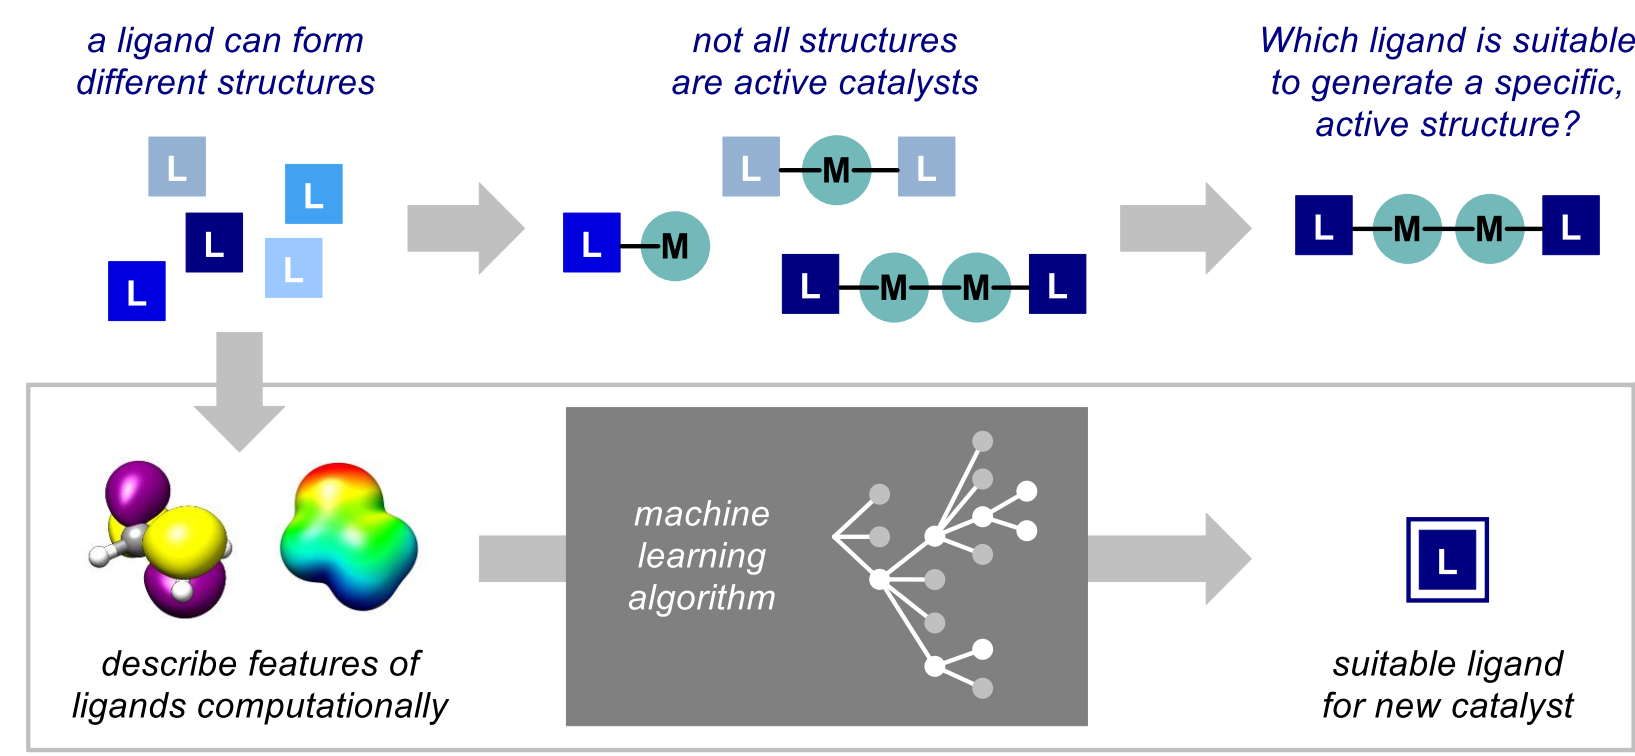 a ligand can form
different structures
not all structures
are active catalysts
Which ligand is suitable
to generate a specific,
active structure?
L
L
L
L
L
L M L
L M
L M M L
L M M L
machine
learning
algorithm
L
describe features of
ligands computationally
suitable ligand
for new catalyst